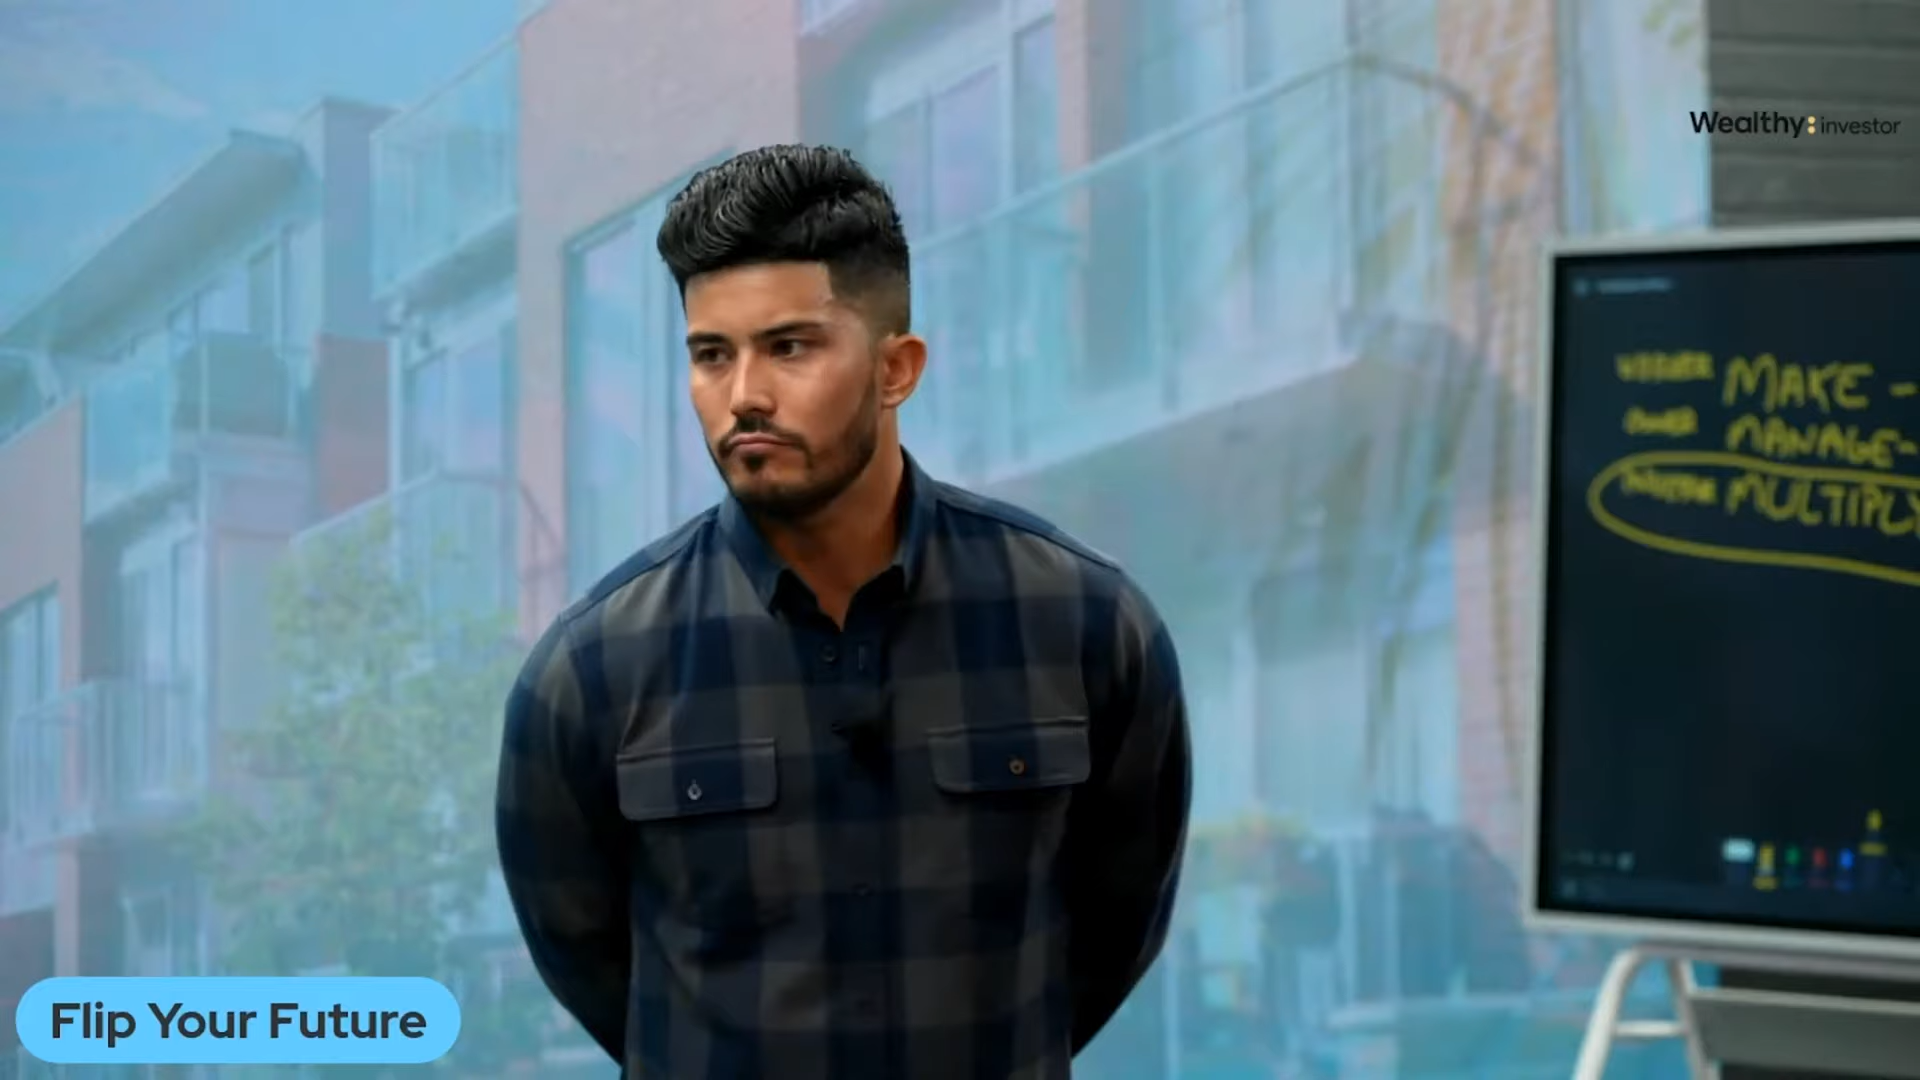 Wealthy:investor
MAKE -
MANAGE-
MULTIPLY
Flip Your Future